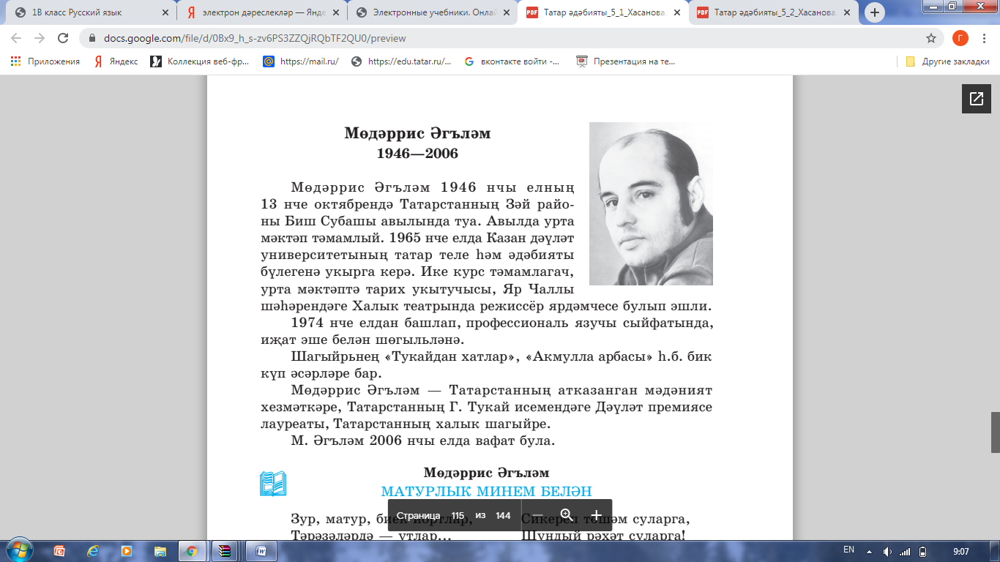 1В класс Русский язык
электрон дәреслекләр — Янде
Электронные учебники. Онлай
Татар әдәбияты_5_1_Хасанова.
Татар әдәбияты_5_2_Хасанова.
docs.google.com/file/d/0Bx9_h_s-zv6PS3ZZQjRQbTF2QU0/preview
Г
Приложения
Яндекс
Коллекция веб-фр...
https://mail.ru/
https://edu.tatar.ru/...
вконтакте войти -...
Презентация на те...
Другие закладки
Мөдәррис Әгъләм
1946—2006
Мөдәррис Әгъләм 1946 нчы елның
13 нче октябрендә Татарстанның Зәй райо-
ны Биш Субашы авылында туа. Авылда урта
мәктәп тәмамлый. 1965 нче елда Казан дәүләт
университетының татар теле һәм әдәбияты
бүлегенә укырга керә. Ике курс тәмамлагач,
урта мәктәптә тарих укытучысы, Яр Чаллы
шәһәрендәге Халык театрында режиссёр ярдәмчесе булып эшли.
1974 нче елдан башлап, профессиональ язучы сыйфатында,
иҗат эше белән шөгыльләнә.
Шагыйрьнең «Тукайдан хатлар», «Акмулла арбасы» һ.б. бик
күп әсәрләре бар.
Мөдәррис Әгъләм — Татарстанның атказанган мәдәният
хезмәткәре, Татарстанның Г. Тукай исемендәге Дәүләт премиясе
лауреаты, Татарстанның халык шагыйре.
М. Әгъләм 2006 нчы елда вафат була.
Мөдәррис Әгъләм
МАТУРЛЫК МИНЕМ БЕЛӘН
Зур, матур, биек йортлар,
Тәрәзәләрдә — утлар...
Сикереп төшәм суларга,
Шундый рәхәт суларга!
Страница 115 из 144
EN
9:07